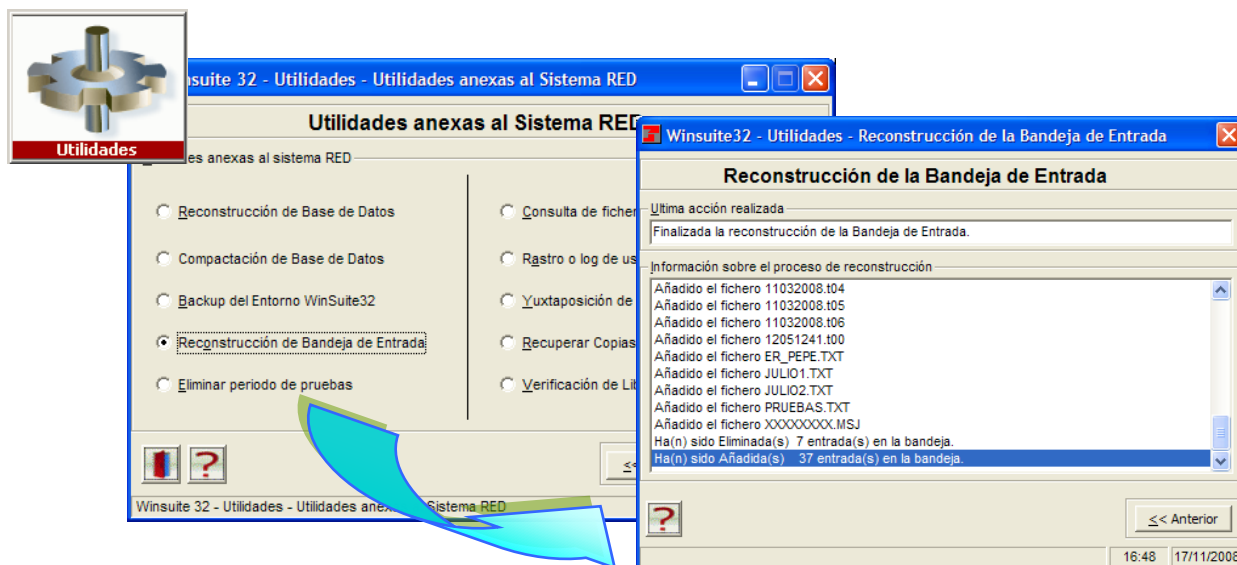 Utilidades
nsuite 32 - Utilidades - Utilidades anexas al Sistema RED
Utilidades anexas al Sistema RED
es anexas al sistema RED
Reconstrucción de Base de Datos
Compactación de Base de Datos
Backup del Entorno WinSuite32
Reconstrucción de Bandeja de Entrada
Eliminar periodo de pruebas
Consulta de ficher
Rastro o log de us
Yuxtaposición de
Recuperar Copias
Verificación de Li
?
<<
Winsuite 32 - Utilidades - Utilidades anex Sistema RED
Winsuite32 - Utilidades - Reconstrucción de la Bandeja de Entrada
Reconstrucción de la Bandeja de Entrada
Ultima acción realizada
Finalizada la reconstrucción de la Bandeja de Entrada.
Información sobre el proceso de reconstrucción
Añadido el fichero 11032008.t04
Añadido el fichero 11032008.t05
Añadido el fichero 11032008.t06
Añadido el fichero 12051241.t00
Añadido el fichero ER_PEPE.TXT
Añadido el fichero JULIO1.TXT
Añadido el fichero JULIO2.TXT
Añadido el fichero PRUEBAS.TXT
Añadido el fichero XXXXXXXX.MSJ
Ha(n) sido Eliminada(s) 7 entrada(s) en la bandeja.
Ha(n) sido Añadida(s) 37 entrada(s) en la bandeja.
?
<< Anterior
16:48 17/11/2008